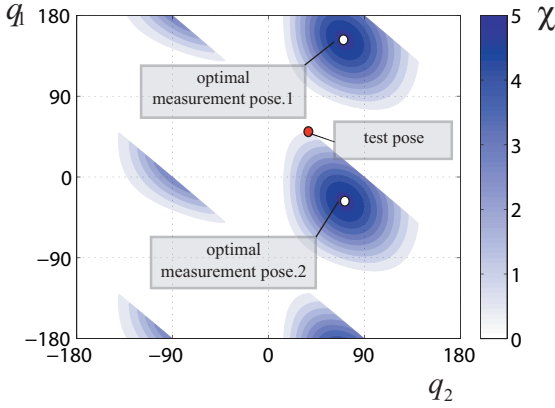 q1
180
90
0
−90
−180
optimal
measurement pose.1
test pose
optimal
measurement pose.2
−180
−90
0
90
180
q2
5
4
3
2
1
0
χ